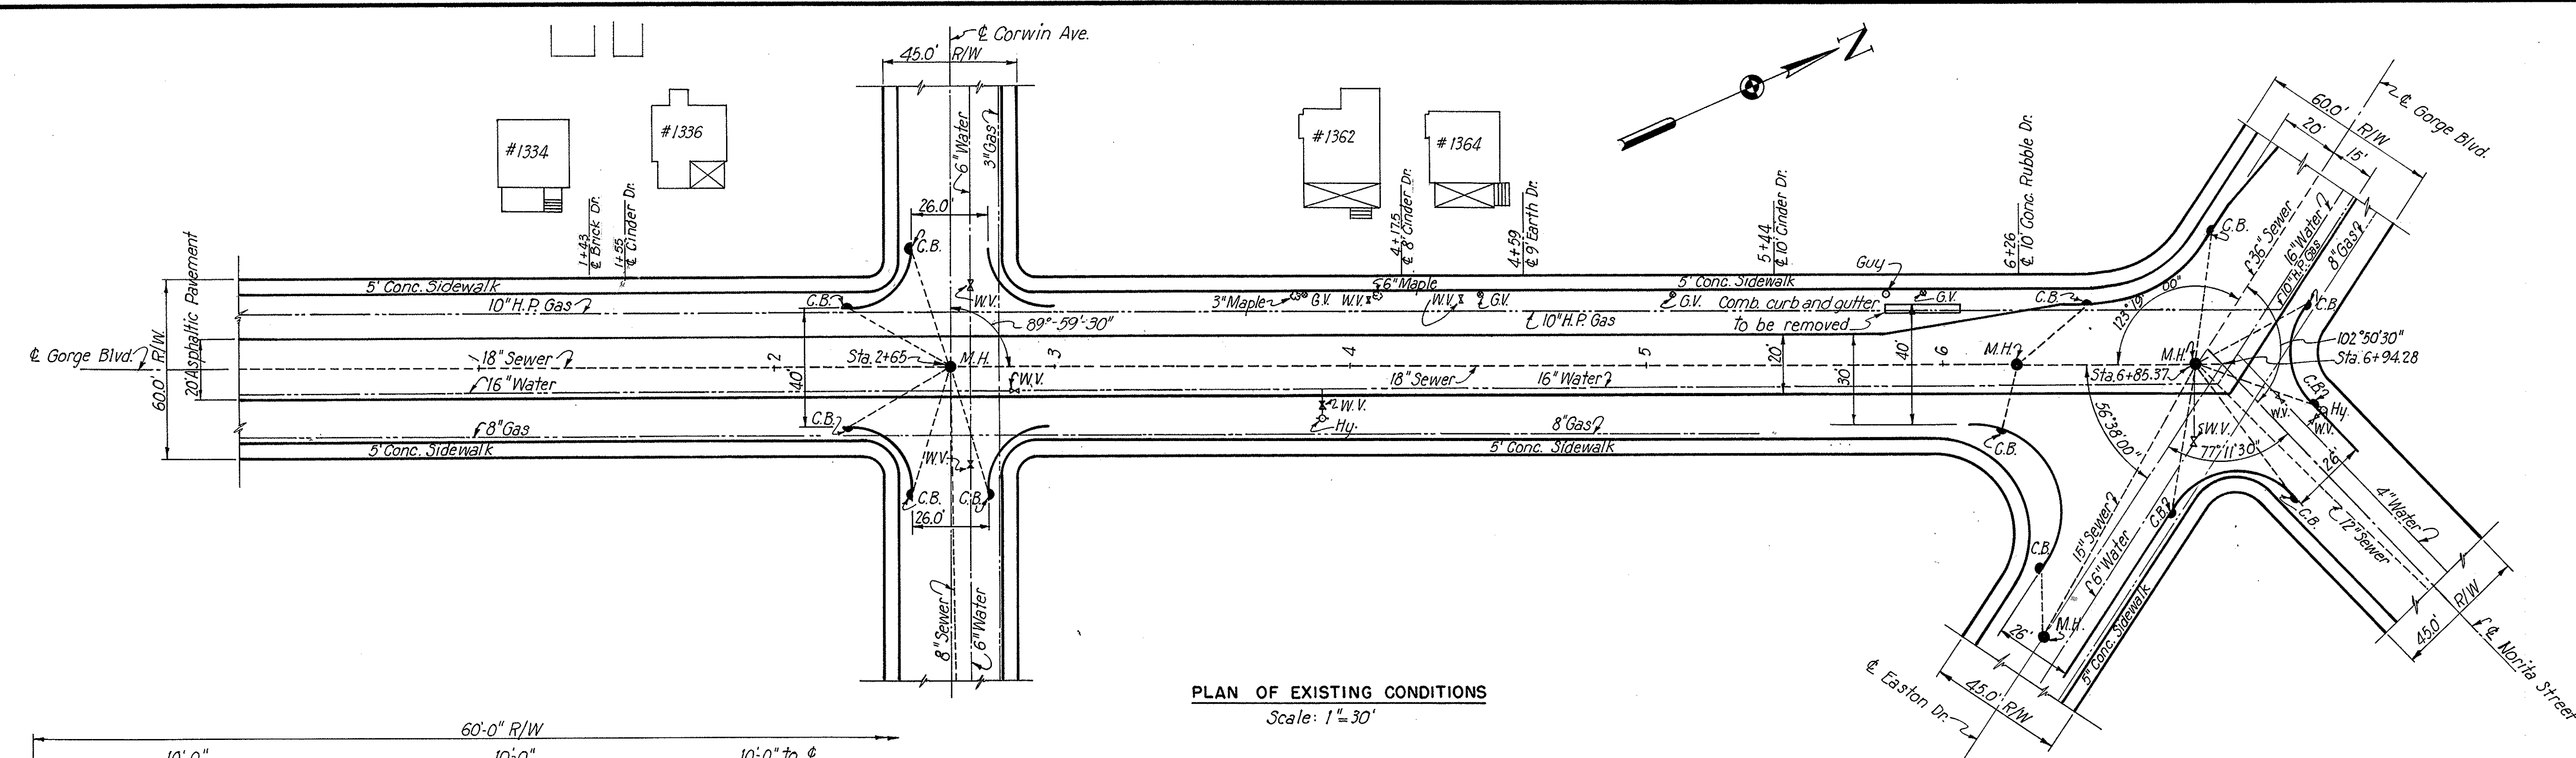 ℄ Corwin Ave.
45.0' R/W
N
#1334
#1336
#1362
#1364
6" Water
3" Gas
26.0'
C.B.
W.V.
1+43
℄ Brick Dr.
1+55
℄ Cinder Dr.
4+17.5
℄ 8' Cinder Dr.
4+59
℄ 9' Earth Dr.
5+44
℄ 10' Cinder Dr.
6+26
℄ 10' Conc. Rubble Dr.
60.0' R/W
20'
15'
℄ Gorge Blvd.
36" Sewer
16" Water
10" H.P. Gas
8" Gas
C.B.
C.B.
20' Asphaltic Pavement
60.0' R/W
℄ Gorge Blvd.
5' Conc. Sidewalk
10" H.P. Gas
C.B.
89°-59'-30"
3" Maple
6" Maple
G.V.
W.V.
W.V.
G.V.
5' Conc. Sidewalk
10" H.P. Gas
G.V.
Guy
G.V.
Comb. curb and gutter
to be removed
C.B.
123°19'00"
102°50'30"
Sta. 6+94.28
18" Sewer
16" Water
2
40'
Sta. 2+65
M.H.
3
W.V.
4
18" Sewer
16" Water
5
20'
30'
40'
6
M.H.
M.H.
Sta. 6+85.37
C.B.
W.V.
Hy.
W.V.
8" Gas
5' Conc. Sidewalk
C.B.
W.V.
C.B.
C.B.
26.0'
W.V.
Hy.
8" Gas
5' Conc. Sidewalk
C.B.
56°38'00"
W.V.
77°11'30"
26'
C.B.
C.B.
4" Water
12" Sewer
15" Sewer
6" Water
C.B.
M.H.
26'
5' Conc. Sidewalk
45.0' R/W
℄ Easton Dr.
45.0' R/W
℄ Norita Street
8" Sewer
6" Water
PLAN OF EXISTING CONDITIONS
Scale: 1"=30'
60'-0" R/W
10'-0"
10'-0"
10'-0" to ℄